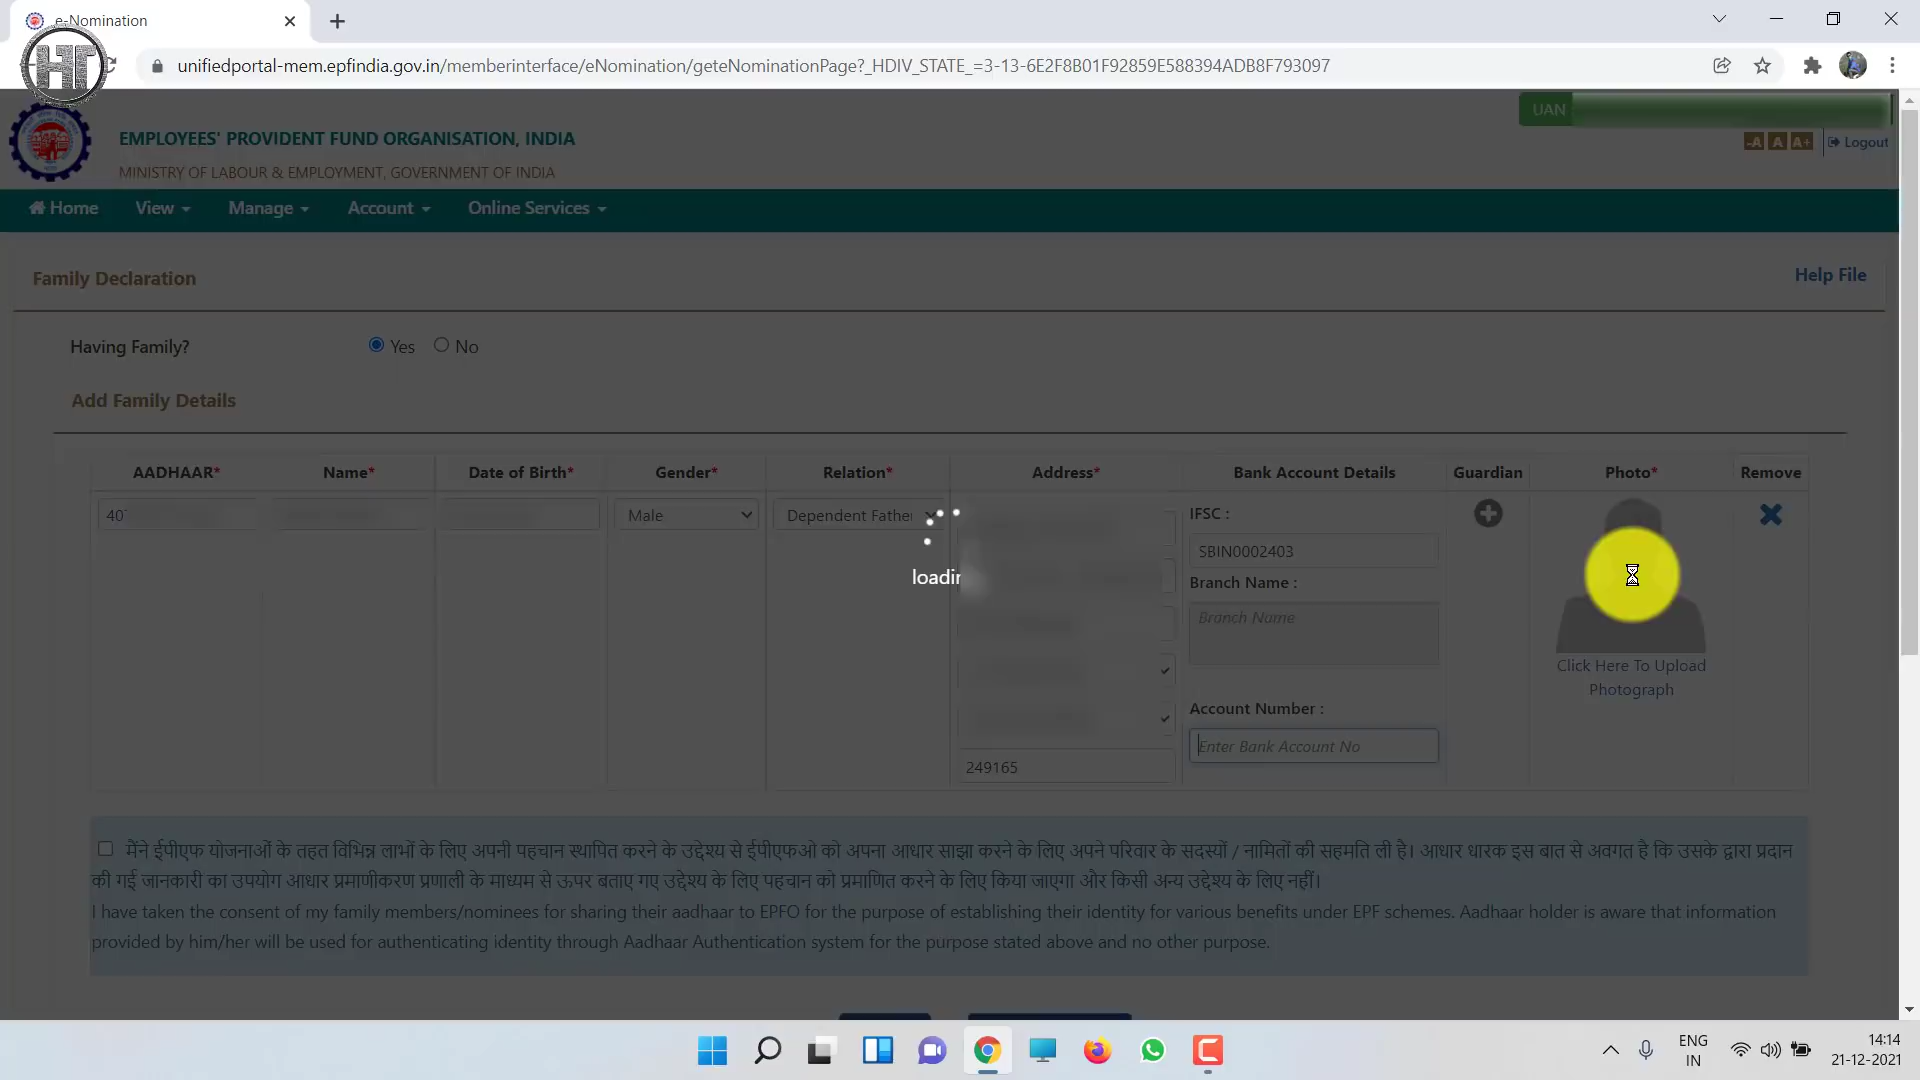 e-Nomination
HT
unifiedportal-mem.epfindia.gov.in/memberinterface/eNomination/geteNominationPage?_HDIV_STATE_=3-13-6E2F8B01F92859E588394ADB8F793097
UAN
EMPLOYEES' PROVIDENT FUND ORGANISATION, INDIA
MINISTRY OF LABOUR & EMPLOYMENT, GOVERNMENT OF INDIA
-A A A+ Logout
Home View Manage Account Online Services
Family Declaration
Help File
Having Family? Yes No
Add Family Details
AADHAAR* Name* Date of Birth* Gender* Relation* Address* Bank Account Details Guardian Photo* Remove
Male Dependent Father
IFSC :
SBIN0002403
Branch Name :
Branch Name
Click Here To Upload
Photograph
Account Number :
Enter Bank Account No
249165
मैंने ईपीएफ योजनाओं के तहत विभिन्न लाभों के लिए अपनी पहचान स्थापित करने के उद्देश्य से ईपीएफओ को अपना आधार साझा करने के लिए अपने परिवार के सदस्यों / नामितों की सहमति ली है। आधार धारक इस बात से अवगत है कि उसके द्वारा प्रदान
की गई जानकारी का उपयोग आधार प्रमाणीकरण प्रणाली के माध्यम से ऊपर बताए गए उद्देश्य के लिए पहचान को प्रमाणित करने के लिए किया जाएगा और किसी अन्य उद्देश्य के लिए नहीं।
I have taken the consent of my family members/nominees for sharing their aadhaar to EPFO for the purpose of establishing their identity for various benefits under EPF schemes. Aadhaar holder is aware that information
provided by him/her will be used for authenticating identity through Aadhaar Authentication system for the purpose stated above and no other purpose.
ENG
IN
14:14
21-12-2021